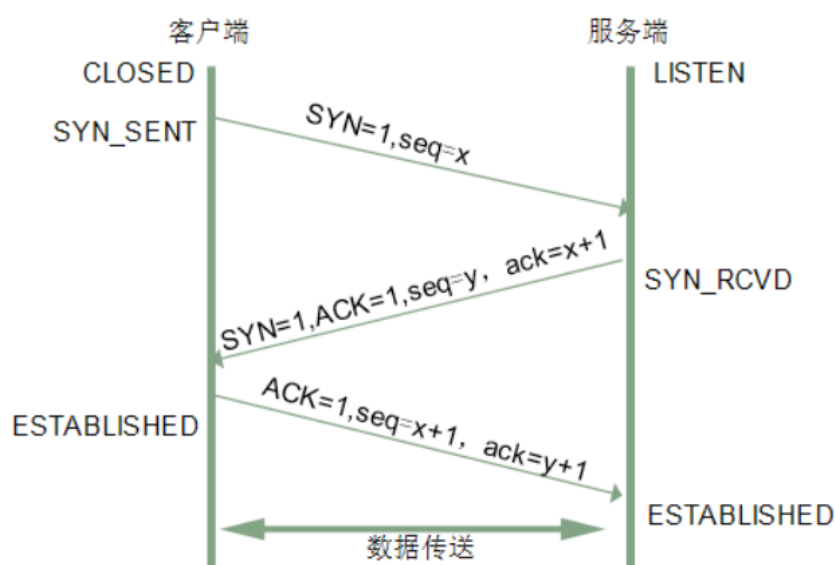 客户端
服务端
CLOSED
LISTEN
SYN_SENT
SYN=1,seq=x
SYN=1,ACK=1,seq=y，ack=x+1
SYN_RCVD
ACK=1,seq=x+1，ack=y+1
ESTABLISHED
ESTABLISHED
数据传送